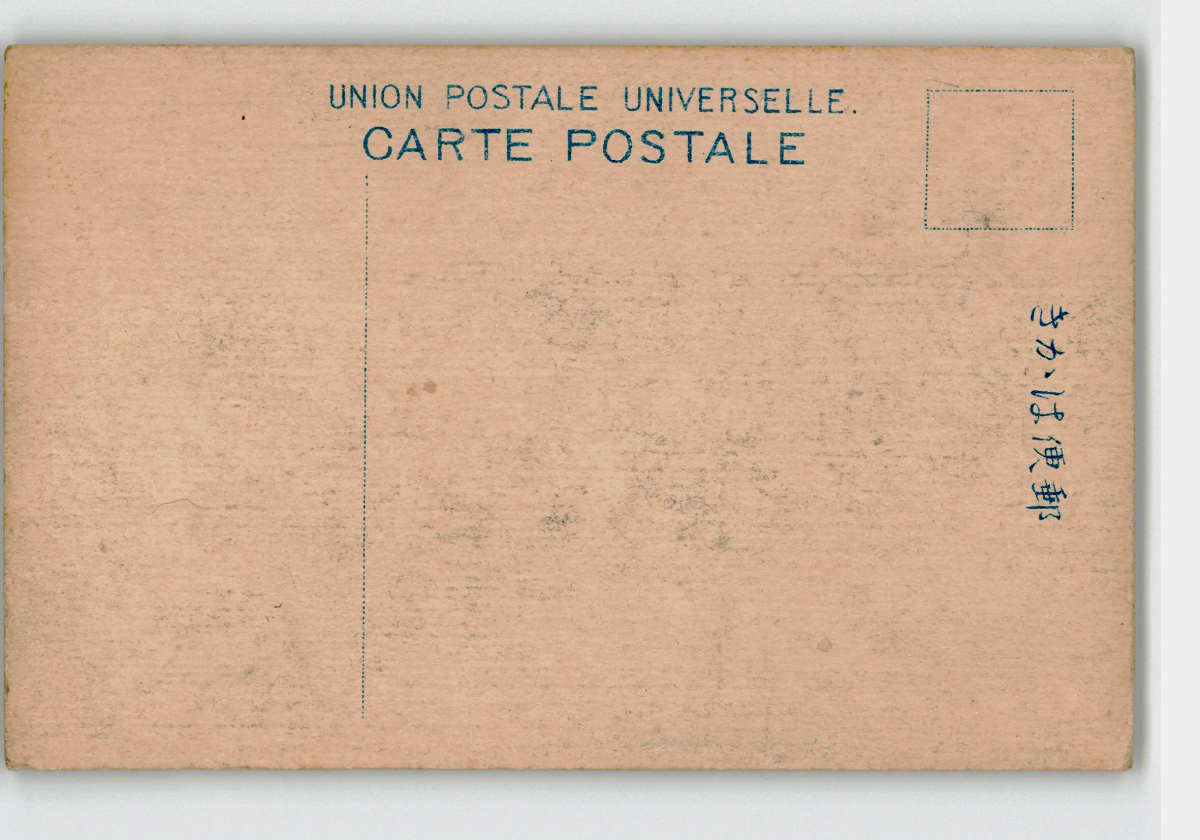 UNION POSTALE UNIVERSELLE.
CARTE POSTALE
郵便はかき